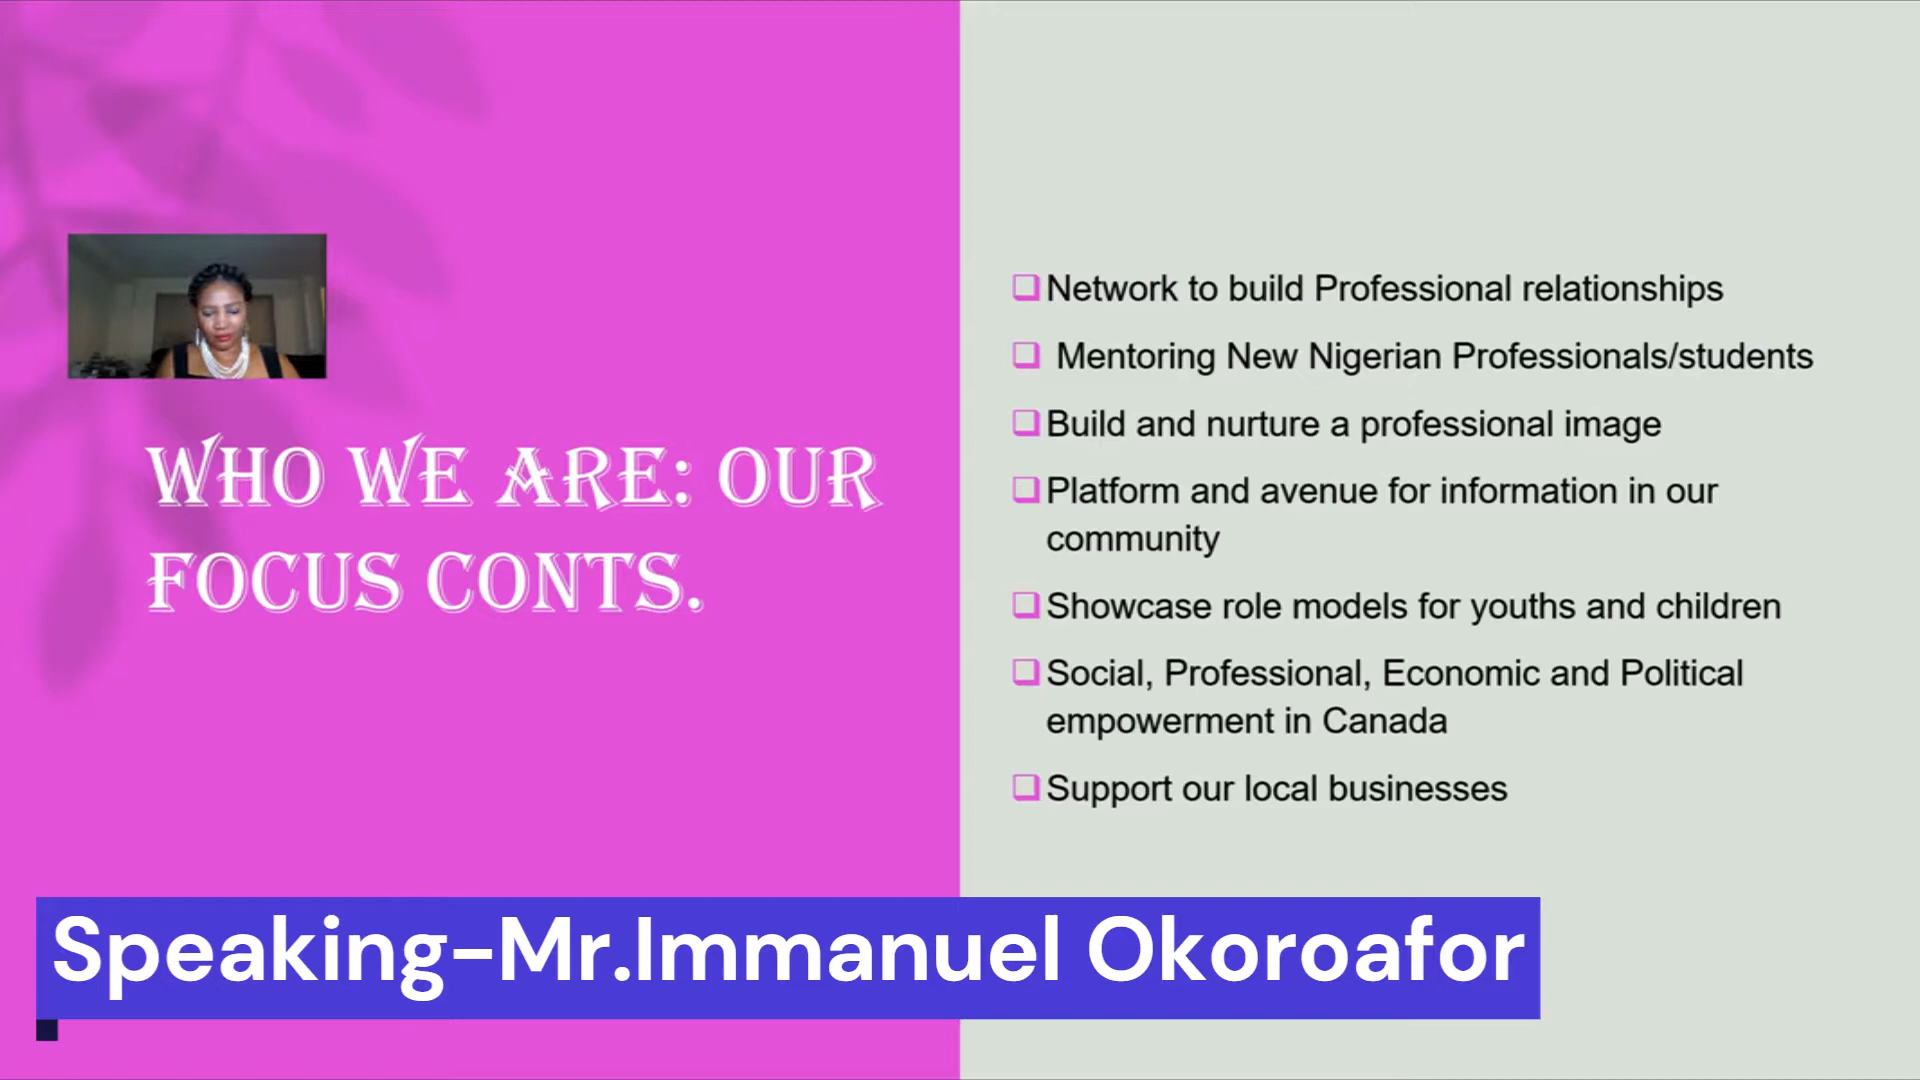 WHO WE ARE: OUR
FOCUS CONTS.
Network to build Professional relationships
Mentoring New Nigerian Professionals/students
Build and nurture a professional image
Platform and avenue for information in our
community
Showcase role models for youths and children
Social, Professional, Economic and Political
empowerment in Canada
Support our local businesses
Speaking-Mr.Immanuel Okoroafor